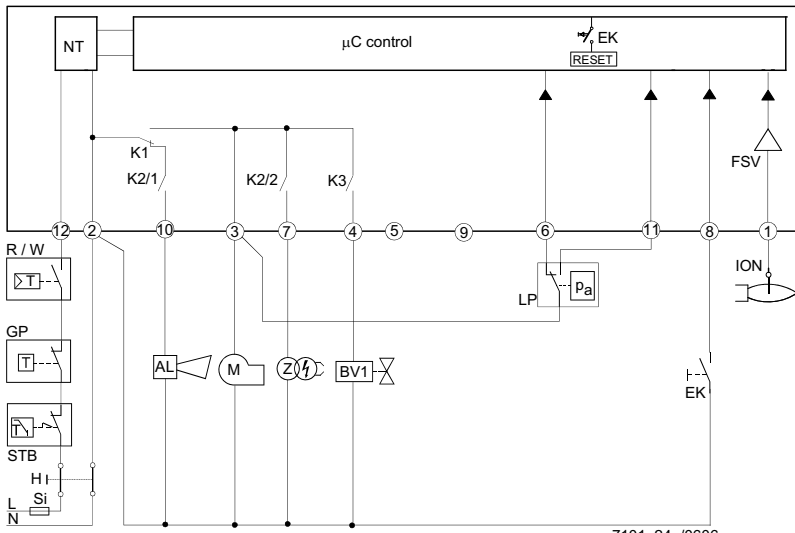 NT
µC control
EK
RESET
K1
K2/1
K2/2
K3
FSV
12
2
10
3
7
4
5
9
6
11
8
1
R / W
T
GP
T
STB
T
H
L
Si
N
AL
M
Z
BV1
LP
pa
EK
ION